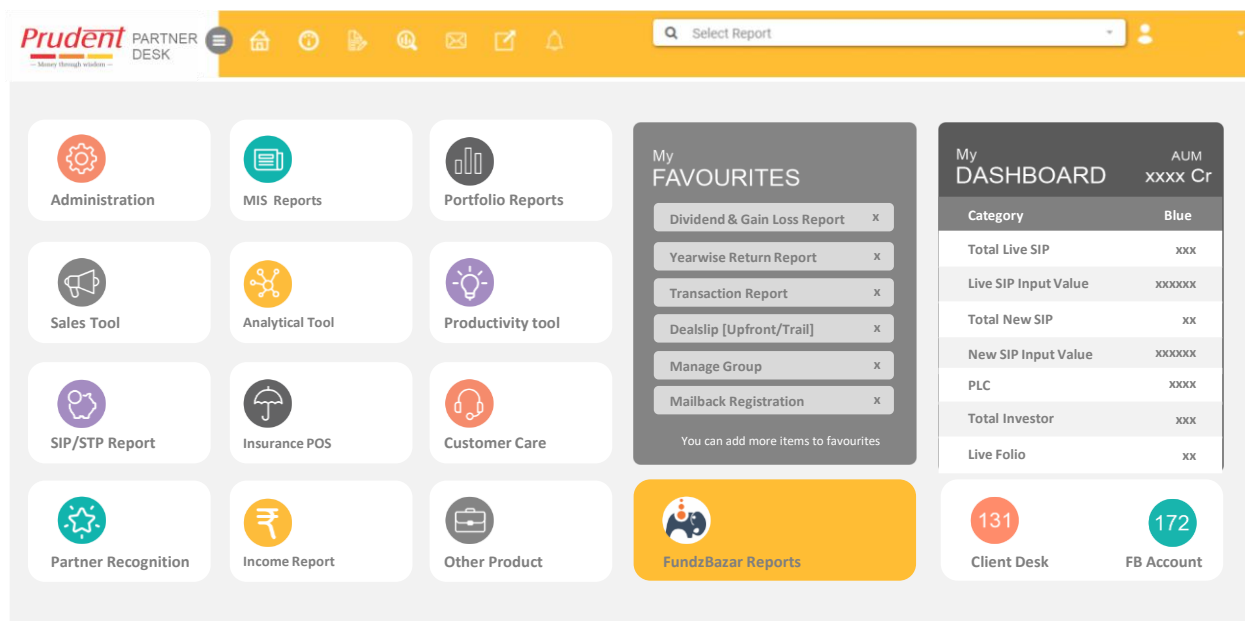 Prudent
— Money through wisdom —
PARTNER
DESK
Select Report
Administration
MIS Reports
Portfolio Reports
Sales Tool
Analytical Tool
Productivity tool
SIP/STP Report
Insurance POS
Customer Care
Partner Recognition
Income Report
Other Product
My
FAVOURITES
Dividend & Gain Loss Report x
Yearwise Return Report x
Transaction Report x
Dealslip [Upfront/Trail] x
Manage Group x
Mailback Registration x
You can add more items to favourites
FundzBazar Reports
My AUM
DASHBOARD xxxx Cr
Category Blue
Total Live SIP xxx
Live SIP Input Value xxxxxx
Total New SIP xx
New SIP Input Value xxxxxx
PLC xxxx
Total Investor xxx
Live Folio xx
131 172
Client Desk FB Account